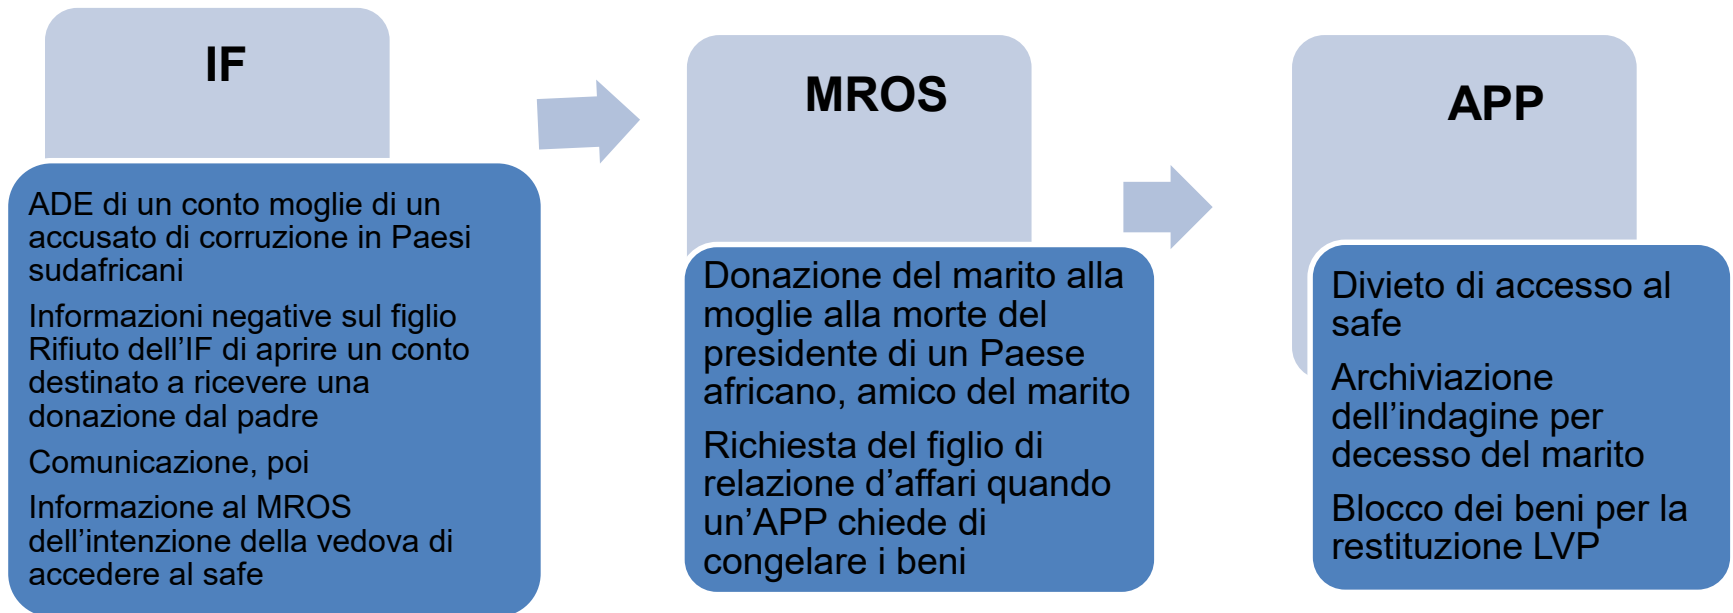 IF
ADE di un conto moglie di un
accusato di corruzione in Paesi
sudafricani
Informazioni negative sul figlio
Rifiuto dell’IF di aprire un conto
destinato a ricevere una
donazione dal padre
Comunicazione, poi
Informazione al MROS
dell’intenzione della vedova di
accedere al safe
MROS
Donazione del marito alla
moglie alla morte del
presidente di un Paese
africano, amico del marito
Richiesta del figlio di
relazione d’affari quando
un’APP chiede di
congelare i beni
APP
Divieto di accesso al
safe
Archiviazione
dell’indagine per
decesso del marito
Blocco dei beni per la
restituzione LVP